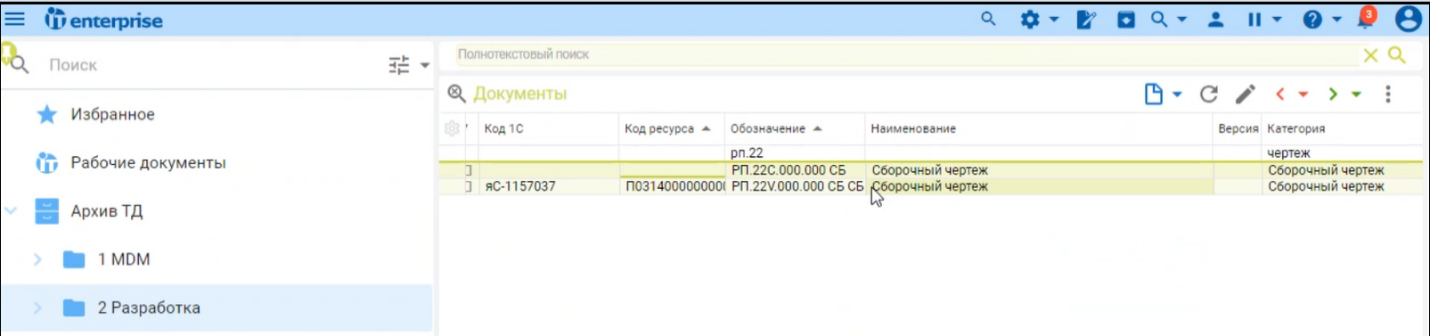 enterprise
3
Поиск
Избранное
Рабочие документы
Архив ТД
1 MDM
2 Разработка
Полнотекстовый поиск
Документы
Код 1С Код ресурса Обозначение Наименование Версия Категория
рп.22 чертеж
РП.22С.000.000 СБ Сборочный чертеж Сборочный чертеж
яС-1157037 РП.22V.000.000 СБ СБ Сборочный чертеж Сборочный чертеж